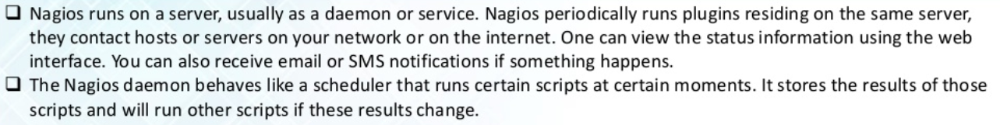 ❑ Nagios runs on a server, usually as a daemon or service. Nagios periodically runs plugins residing on the same server,
they contact hosts or servers on your network or on the internet. One can view the status information using the web
interface. You can also receive email or SMS notifications if something happens.
❑ The Nagios daemon behaves like a scheduler that runs certain scripts at certain moments. It stores the results of those
scripts and will run other scripts if these results change.